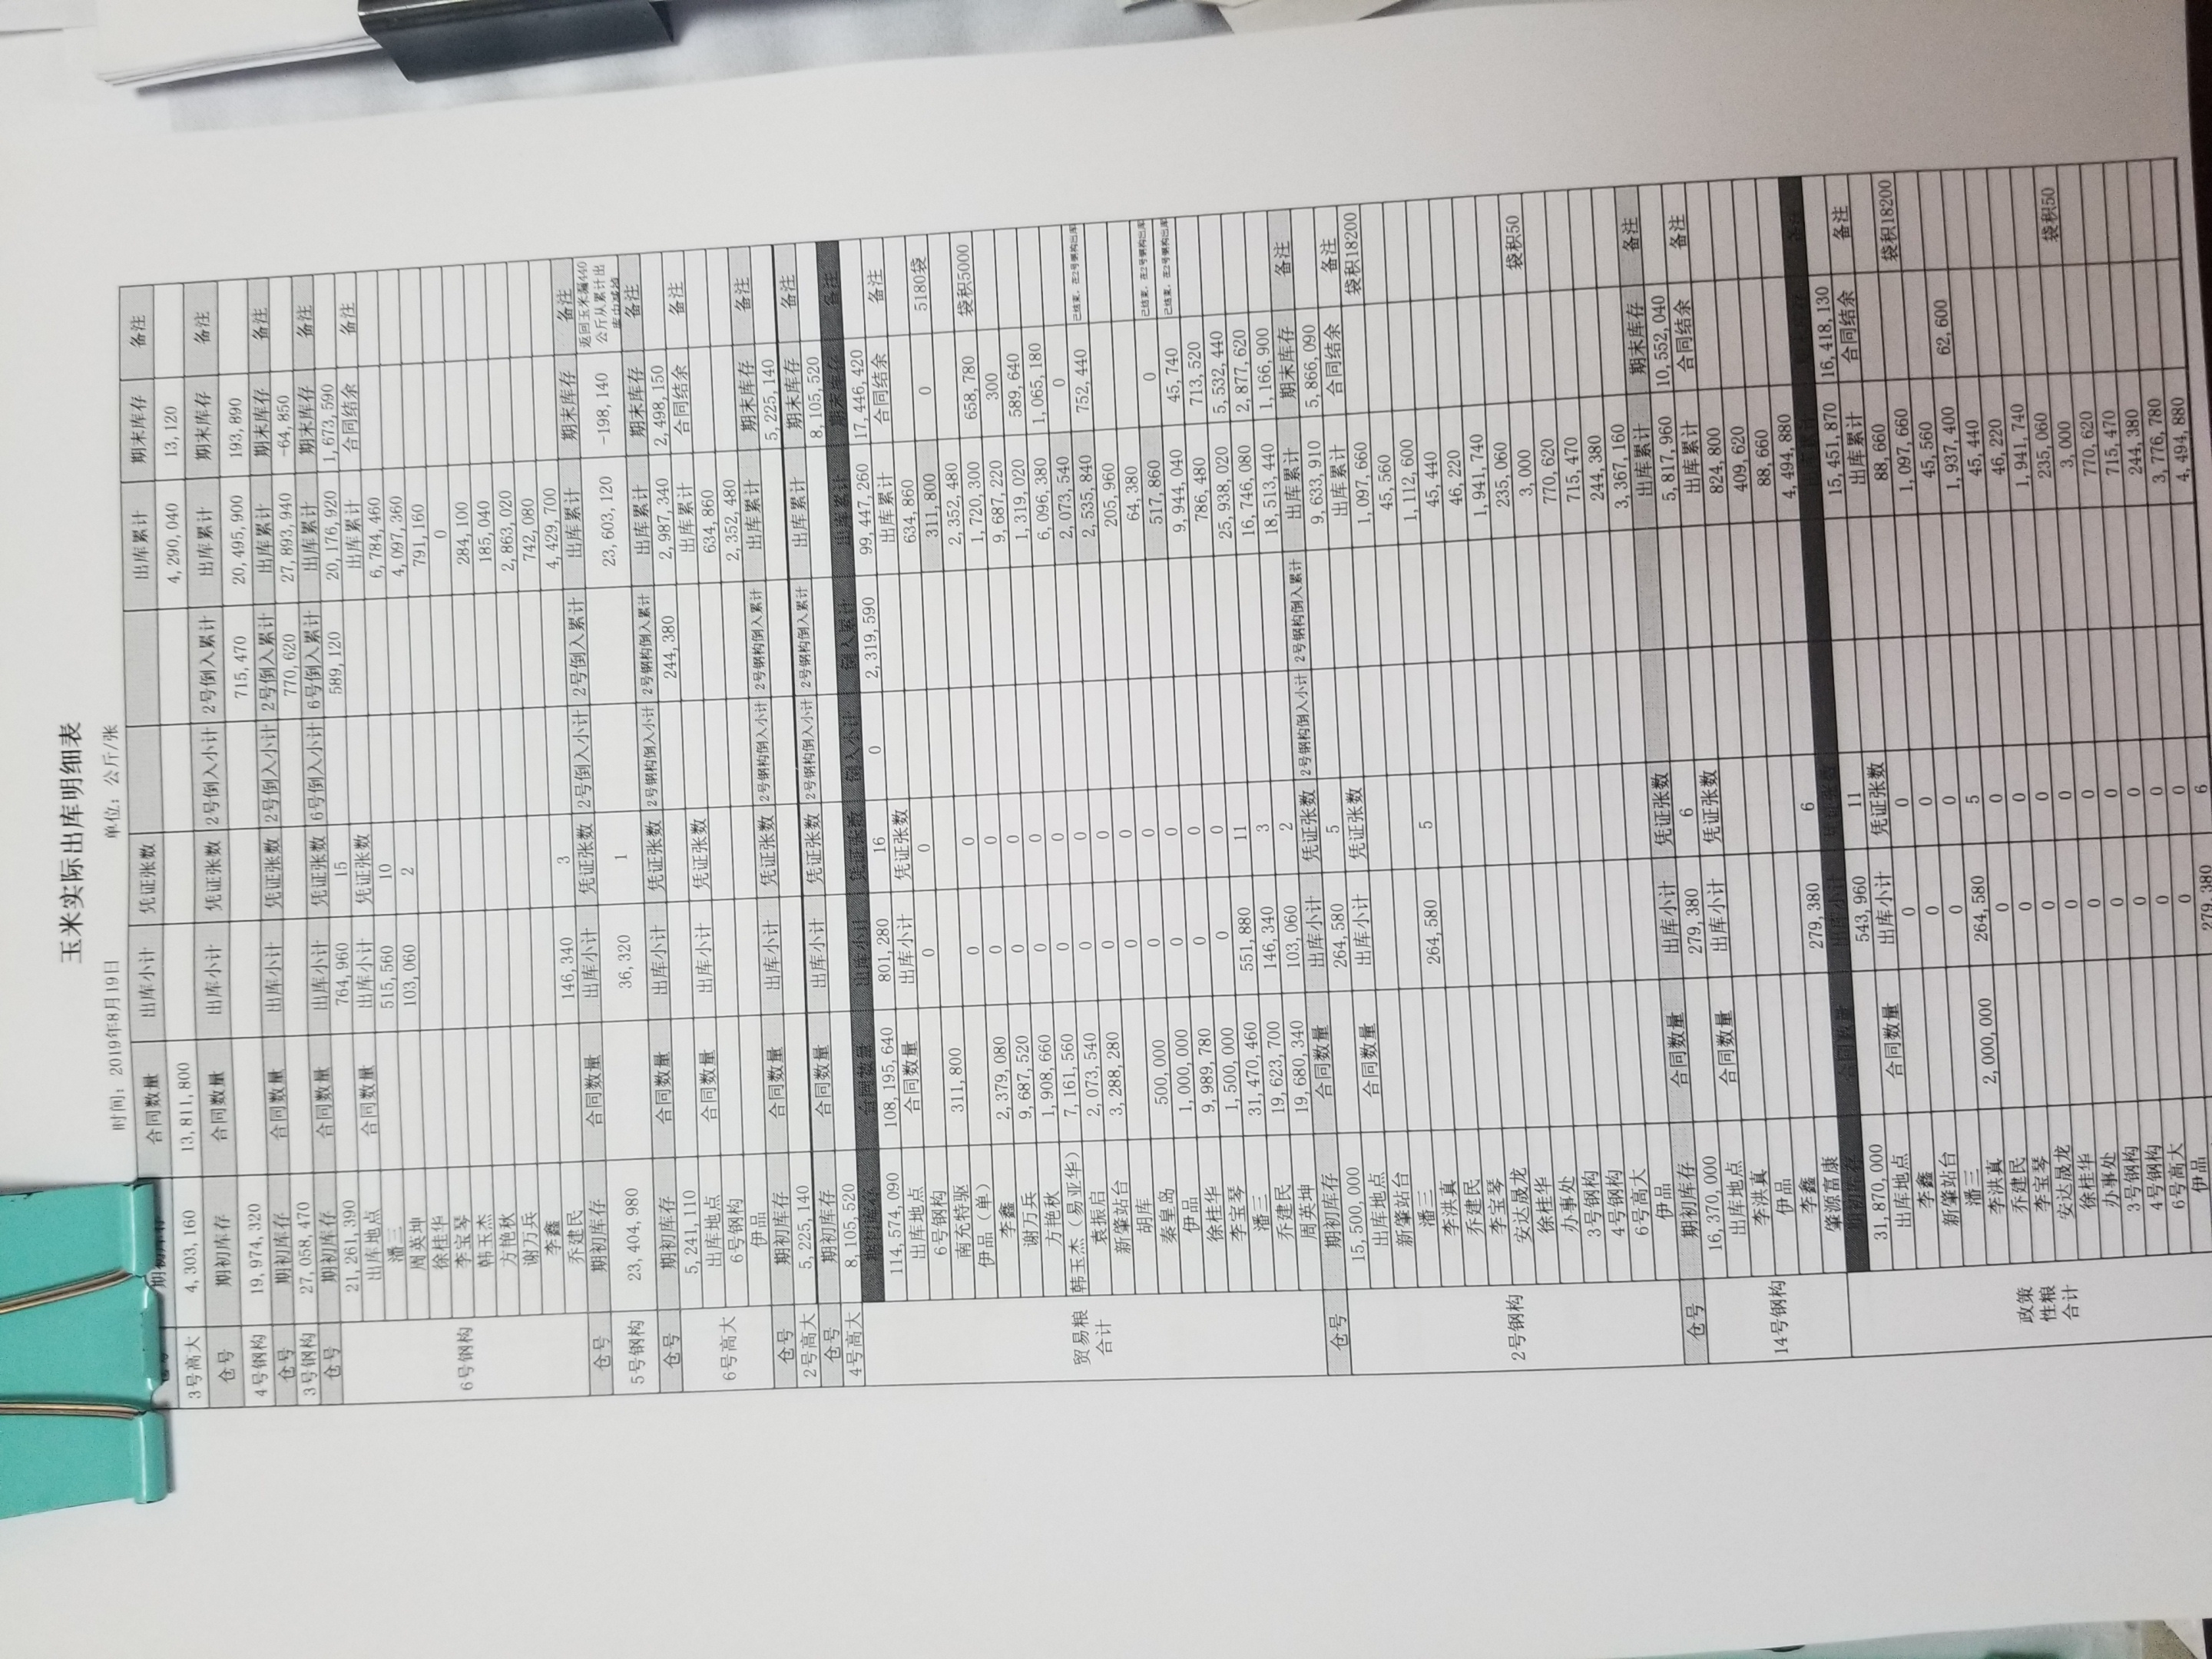 玉米实际出库明细表
时间：2019年8月19日 单位：公斤/张
仓号 期初库存 合同数量 出库小计 凭证张数 出库累计 期末库存 备注
3号高大 4,303,160 13,811,800 4,290,040 13,120
仓号 期初库存 合同数量 出库小计 凭证张数 2号倒入小计 2号倒入累计 出库累计 期末库存 备注
4号钢构 19,974,320 715,470 20,495,900 193,890
仓号 期初库存 合同数量 出库小计 凭证张数 2号倒入小计 2号倒入累计 出库累计 期末库存 备注
3号钢构 27,058,470 770,620 27,893,940 -64,850
仓号 期初库存 合同数量 出库小计 凭证张数 6号倒入小计 6号倒入累计 出库累计 期末库存 备注
6号钢构 21,261,390 764,960 15 589,120 20,176,920 1,673,590
出库地点 合同数量 出库小计 凭证张数 出库累计 合同结余 备注
潘三 515,560 10 6,784,460
周英坤 103,060 2 4,097,360
徐桂华 791,160
李宝琴 0
韩玉杰 284,100
方艳秋 185,040
谢万兵 2,863,020
李鑫 742,080
乔建民 146,340 3 4,429,700
仓号 期初库存 合同数量 出库小计 凭证张数 2号倒入小计 2号倒入累计 出库累计 期末库存 备注
5号钢构 23,404,980 36,320 1 23,603,120 -198,140 返回玉米漏440
公斤从累计出
库中减掉
仓号 期初库存 合同数量 出库小计 凭证张数 2号钢构倒入小计 2号钢构倒入累计 出库累计 期末库存 备注
6号高大 5,241,110 244,380 2,987,340 2,498,150
出库地点 合同数量 出库小计 凭证张数 出库累计 合同结余 备注
6号钢构 634,860
伊品 2,352,480
仓号 期初库存 合同数量 出库小计 凭证张数 2号钢构倒入小计 2号钢构倒入累计 出库累计 期末库存 备注
2号高大 5,225,140 5,225,140
仓号 期初库存 合同数量 出库小计 凭证张数 2号钢构倒入小计 2号钢构倒入累计 出库累计 期末库存 备注
4号高大 8,105,520 8,105,520
期初库存 合同数量 出库小计 凭证张数 倒入小计 倒入累计 出库累计 期末库存 备注
贸易粮
合计
114,574,090 108,195,640 801,280 16 0 2,319,590 99,447,260 17,446,420
出库地点 合同数量 出库小计 凭证张数 出库累计 合同结余 备注
6号钢构 0 0 634,860
南充特驱 311,800 311,800 0 5180袋
伊品（单） 0 0 2,352,480
李鑫 2,379,080 0 0 1,720,300 658,780 袋积5000
谢万兵 9,687,520 0 0 9,687,220 300
方艳秋 1,908,660 0 0 1,319,020 589,640
韩玉杰（易亚华） 7,161,560 0 0 6,096,380 1,065,180
袁振启 2,073,540 0 0 2,073,540 0
新肇站台 3,288,280 0 0 2,535,840 752,440 已结束，在2号钢构出库
胡库 0 0 205,960
秦皇岛 500,000 0 0 64,380
伊品 1,000,000 0 0 517,860 0 已结束，在2号钢构出库
徐桂华 9,989,780 0 0 9,944,040 45,740 已结束，在2号钢构出库
李宝琴 1,500,000 0 0 786,480 713,520
潘三 31,470,460 551,880 11 25,938,020 5,532,440
乔建民 19,623,700 146,340 3 16,746,080 2,877,620
周英坤 19,680,340 103,060 2 18,513,440 1,166,900
仓号 期初库存 合同数量 出库小计 凭证张数 2号钢构倒入小计 2号钢构倒入累计 出库累计 期末库存 备注
2号钢构 15,500,000 264,580 5 9,633,910 5,866,090
出库地点 合同数量 出库小计 凭证张数 出库累计 合同结余 备注
新肇站台 1,097,660 袋积18200
潘三 45,560
李洪真 264,580 5 1,112,600
乔建民 45,440
李宝琴 46,220
安达晟龙 1,941,740
徐桂华 235,060
办事处 3,000 袋积50
3号钢构 770,620
4号钢构 715,470
6号高大 244,380
伊品 3,367,160
仓号 期初库存 合同数量 出库小计 凭证张数 出库累计 期末库存 备注
14号钢构 16,370,000 279,380 6 5,817,960 10,552,040
出库地点 合同数量 出库小计 凭证张数 出库累计 合同结余 备注
李洪真 824,800
伊品 409,620
李鑫 88,660
肇源富康 279,380 6 4,494,880
期初库存 合同数量 出库小计 凭证张数 出库累计 期末库存 备注
政策
性粮
合计
31,870,000 543,960 11 15,451,870 16,418,130
出库地点 合同数量 出库小计 凭证张数 出库累计 合同结余 备注
李鑫 0 0 88,660
新肇站台 0 0 1,097,660 袋积18200
潘三 0 0 45,560
李洪真 2,000,000 264,580 5 1,937,400 62,600
乔建民 0 0 45,440
李宝琴 0 0 46,220
安达晟龙 0 0 1,941,740
徐桂华 0 0 235,060
办事处 0 0 3,000 袋积50
3号钢构 0 0 770,620
4号钢构 0 0 715,470
6号高大 0 0 244,380
伊品 0 0 3,776,780
279,380 6 4,494,880